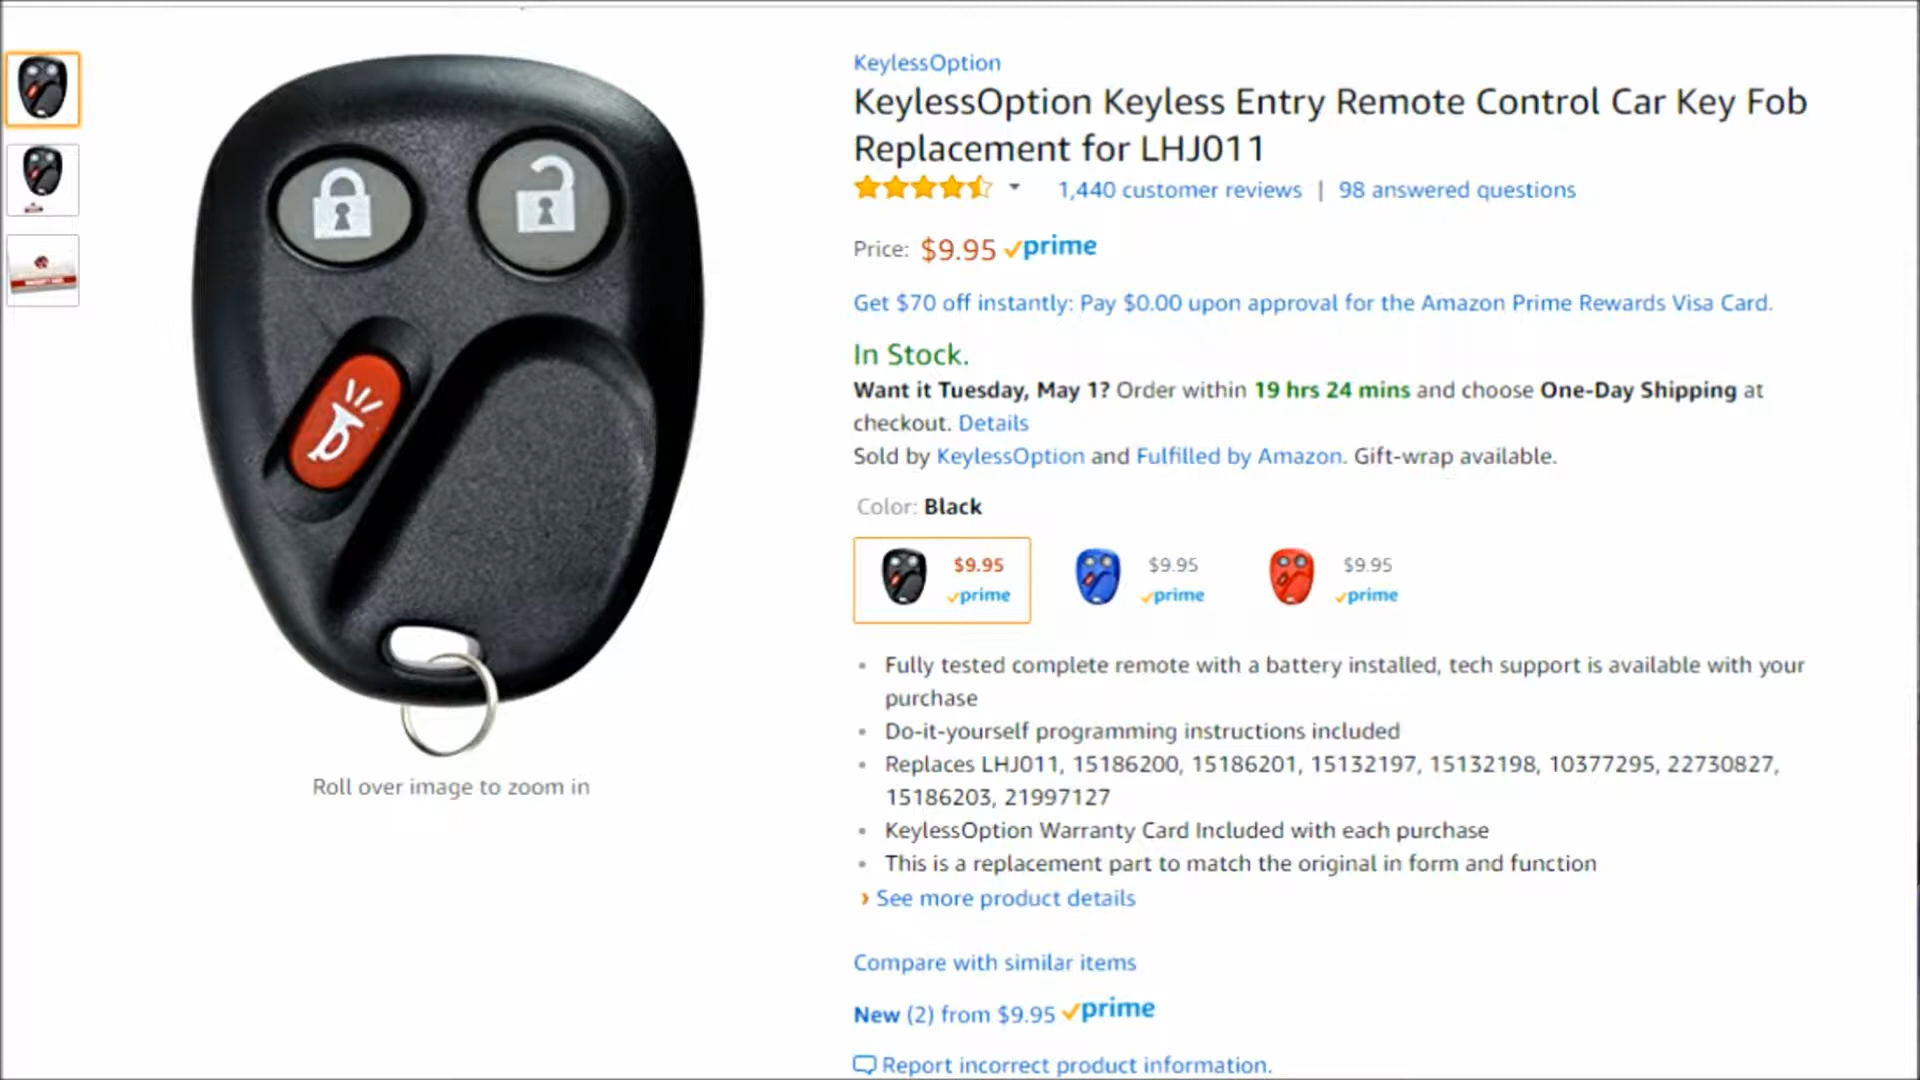 KeylessOption
KeylessOption Keyless Entry Remote Control Car Key Fob
Replacement for LHJ011
1,440 customer reviews | 98 answered questions
Price: $9.95 prime
Get $70 off instantly: Pay $0.00 upon approval for the Amazon Prime Rewards Visa Card.
In Stock.
Want it Tuesday, May 1? Order within 19 hrs 24 mins and choose One-Day Shipping at
checkout. Details
Sold by KeylessOption and Fulfilled by Amazon. Gift-wrap available.
Color: Black
$9.95 $9.95 $9.95
prime prime prime
• Fully tested complete remote with a battery installed, tech support is available with your
purchase
• Do-it-yourself programming instructions included
• Replaces LHJ011, 15186200, 15186201, 15132197, 15132198, 10377295, 22730827,
15186203, 21997127
• KeylessOption Warranty Card Included with each purchase
• This is a replacement part to match the original in form and function
› See more product details
Roll over image to zoom in
Compare with similar items
New (2) from $9.95 prime
Report incorrect product information.